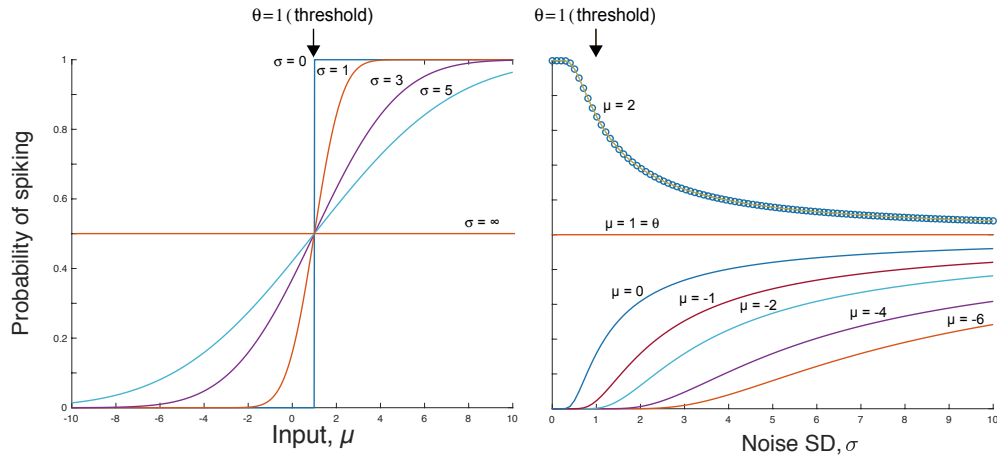 θ=1 (threshold)
σ = 0
σ = 1
σ = 3
σ = 5
σ = ∞
1
0.8
0.6
0.4
0.2
0
Probability of spiking
-10
-8
-6
-4
-2
0
2
4
6
8
10
Input, μ
θ=1 (threshold)
μ = 2
μ = 1 = θ
μ = 0
μ = -1
μ = -2
μ = -4
μ = -6
0
1
2
3
4
5
6
7
8
9
10
Noise SD, σ